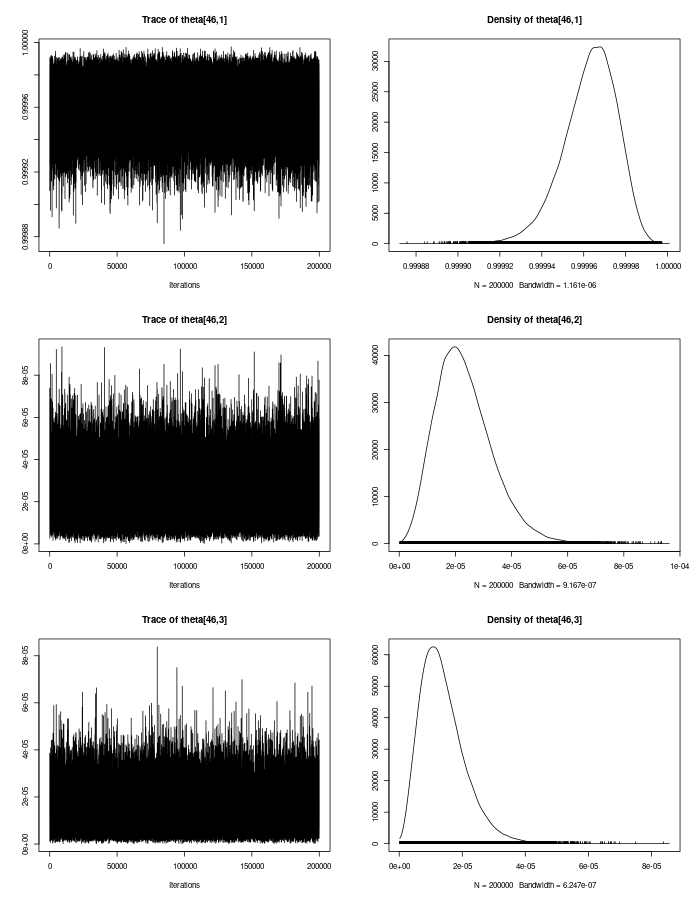 Trace of theta[46,1]
1.00000
0.99996
0.99992
0.99988
0 50000 100000 150000 200000
Iterations
Density of theta[46,1]
30000
25000
20000
15000
10000
5000
0
0.99988 0.99990 0.99992 0.99994 0.99996 0.99998 1.00000
N = 200000 Bandwidth = 1.161e-06
Trace of theta[46,2]
8e-05
6e-05
4e-05
2e-05
0e+00
0 50000 100000 150000 200000
Iterations
Density of theta[46,2]
40000
30000
20000
10000
0
0e+00 2e-05 4e-05 6e-05 8e-05 1e-04
N = 200000 Bandwidth = 9.167e-07
Trace of theta[46,3]
8e-05
6e-05
4e-05
2e-05
0e+00
0 50000 100000 150000 200000
Iterations
Density of theta[46,3]
60000
50000
40000
30000
20000
10000
0
0e+00 2e-05 4e-05 6e-05 8e-05
N = 200000 Bandwidth = 6.247e-07